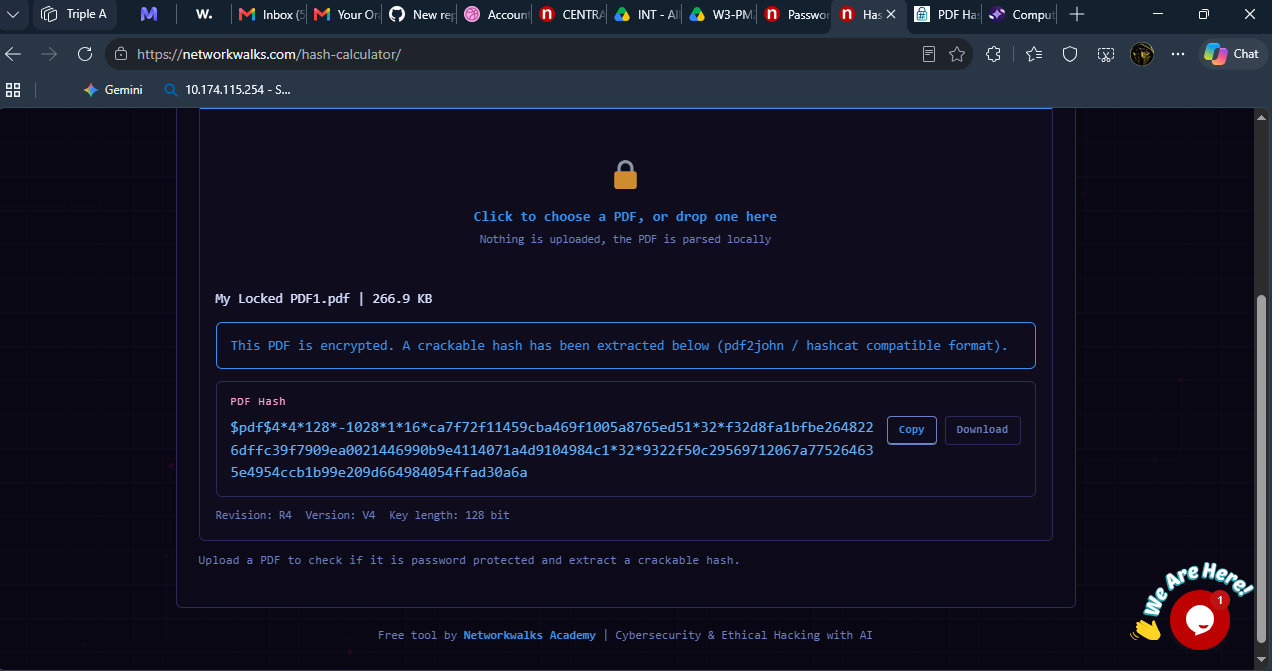 Triple A
W.
Inbox (5
Your Or
New rep
Accoun
CENTRA
INT - All
W3-PM
Passwor
Has
PDF Has
Comput
https://networkwalks.com/hash-calculator/
Chat
Gemini
10.174.115.254 - S...
Click to choose a PDF, or drop one here
Nothing is uploaded, the PDF is parsed locally
My Locked PDF1.pdf | 266.9 KB
This PDF is encrypted. A crackable hash has been extracted below (pdf2john / hashcat compatible format).
PDF Hash
$pdf$4*4*128*-1028*1*16*ca7f72f11459cba469f1005a8765ed51*32*f32d8fa1bfbe264822
6dffc39f7909ea0021446990b9e4114071a4d9104984c1*32*9322f50c29569712067a77526463
5e4954ccb1b99e209d664984054ffad30a6a
Copy
Download
Revision: R4 Version: V4 Key length: 128 bit
Upload a PDF to check if it is password protected and extract a crackable hash.
We Are Here!
1
Free tool by Networkwalks Academy | Cybersecurity & Ethical Hacking with AI